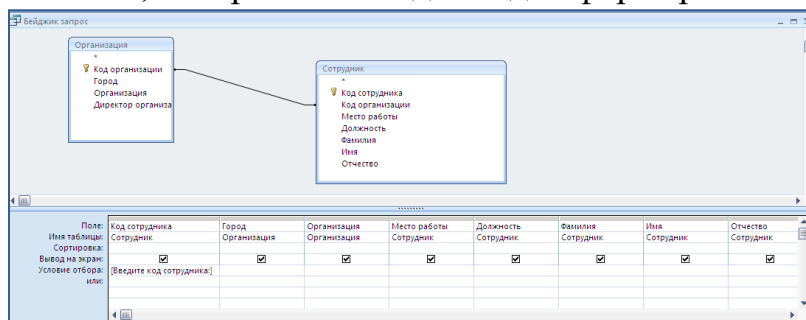 Бейджик запрос
Организация
*
Код организации
Город
Организация
Директор организа
Сотрудник
*
Код сотрудника
Код организации
Место работы
Должность
Фамилия
Имя
Отчество
Поле: Код сотрудника Город Организация Место работы Должность Фамилия Имя Отчество
Имя таблицы: Сотрудник Организация Организация Сотрудник Сотрудник Сотрудник Сотрудник Сотрудник
Сортировка:
Вывод на экран:
Условие отбора: [Введите код сотрудника:]
или: